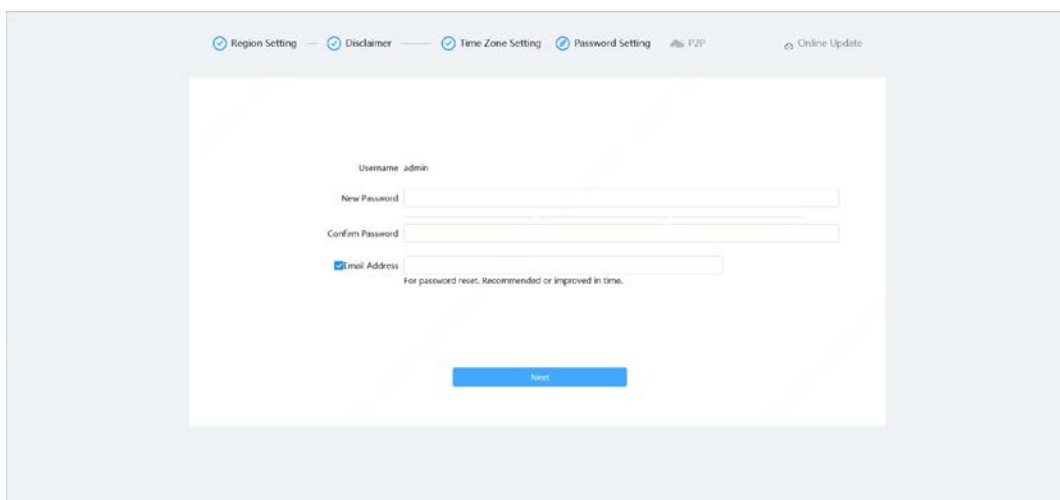 Region Setting Disclaimer Time Zone Setting Password Setting P2P Online Update
Username admin
New Password
Confirm Password
Email Address
For password reset. Recommended or improved in time.
Next